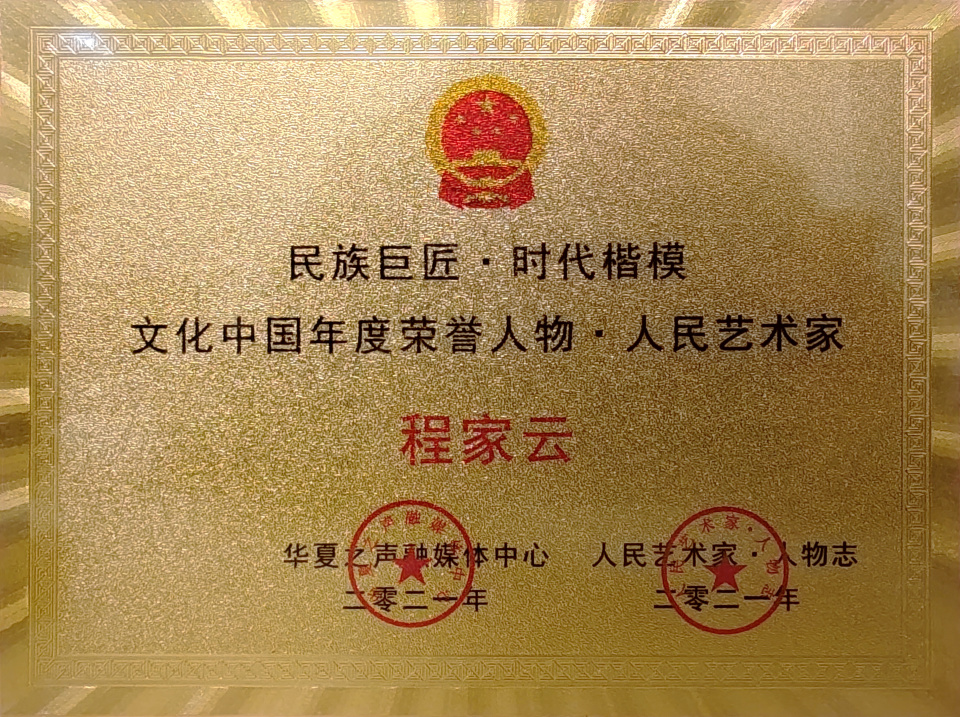 民族巨匠·时代楷模
文化中国年度荣誉人物·人民艺术家
程家云
华夏之声融媒体中心
二零二一年
人民艺术家·人物志
二零二一年